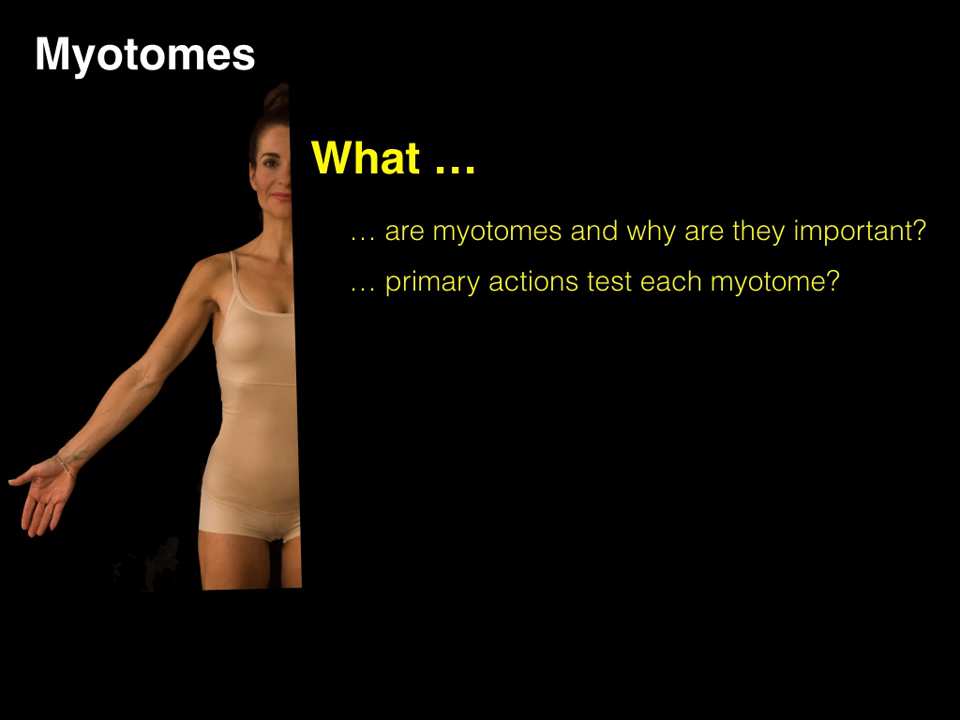 Myotomes
What …
… are myotomes and why are they important?
… primary actions test each myotome?